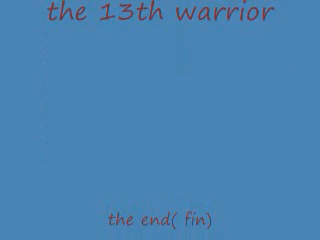 the 13th warrior
the end( fin)